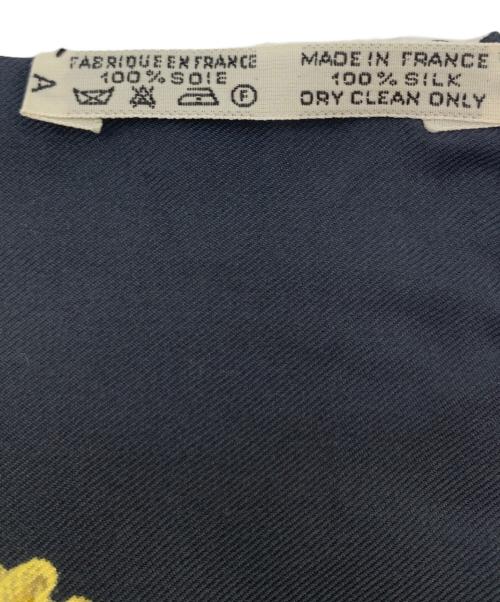 A
FABRIQUE EN FRANCE
100% SOIE
F
MADE IN FRANCE
100% SILK
DRY CLEAN ONLY